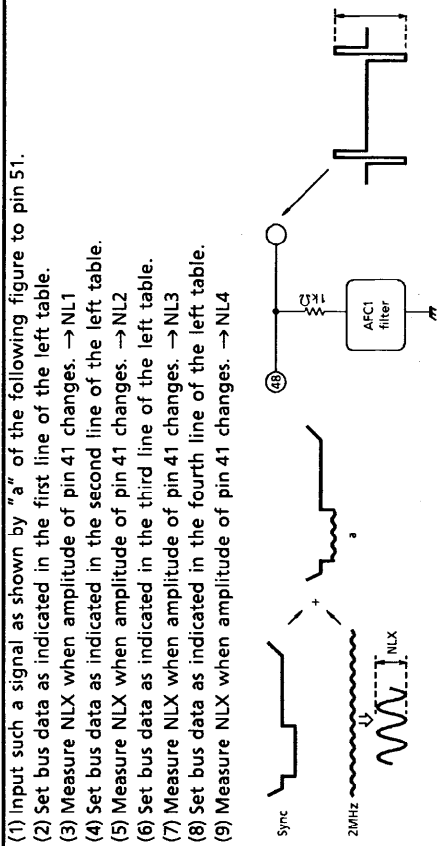 (1) Input such a signal as shown by "a" of the following figure to pin 51.
(2) Set bus data as indicated in the first line of the left table.
(3) Measure NLX when amplitude of pin 41 changes. →NL1
(4) Set bus data as indicated in the second line of the left table.
(5) Measure NLX when amplitude of pin 41 changes. →NL2
(6) Set bus data as indicated in the third line of the left table.
(7) Measure NLX when amplitude of pin 41 changes. →NL3
(8) Set bus data as indicated in the fourth line of the left table.
(9) Measure NLX when amplitude of pin 41 changes. →NL4
Sync
2MHz
NLX
+
a
48
1kΩ
AFC1
filter